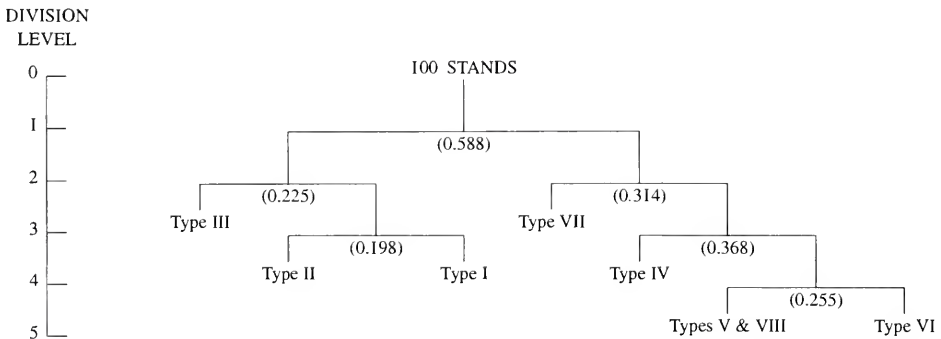 DIVISION
LEVEL
0
100 STANDS
1
(0.588)
2
(0.225)
(0.314)
Type III
Type VII
3
(0.198)
(0.368)
Type II
Type I
Type IV
4
(0.255)
Types V & VIII
Type VI
5